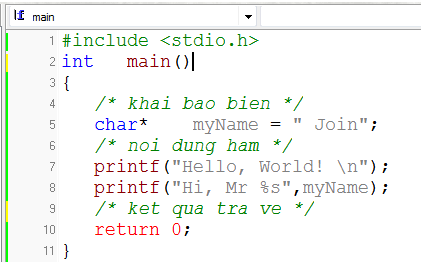 main
1 #include <stdio.h>
2 int   main()
3 {
4    /* khai bao bien */
5    char*    myName = " Join";
6    /* noi dung ham */
7    printf("Hello, World! \n");
8    printf("Hi, Mr %s",myName);
9    /* ket qua tra ve */
10    return 0;
11 }